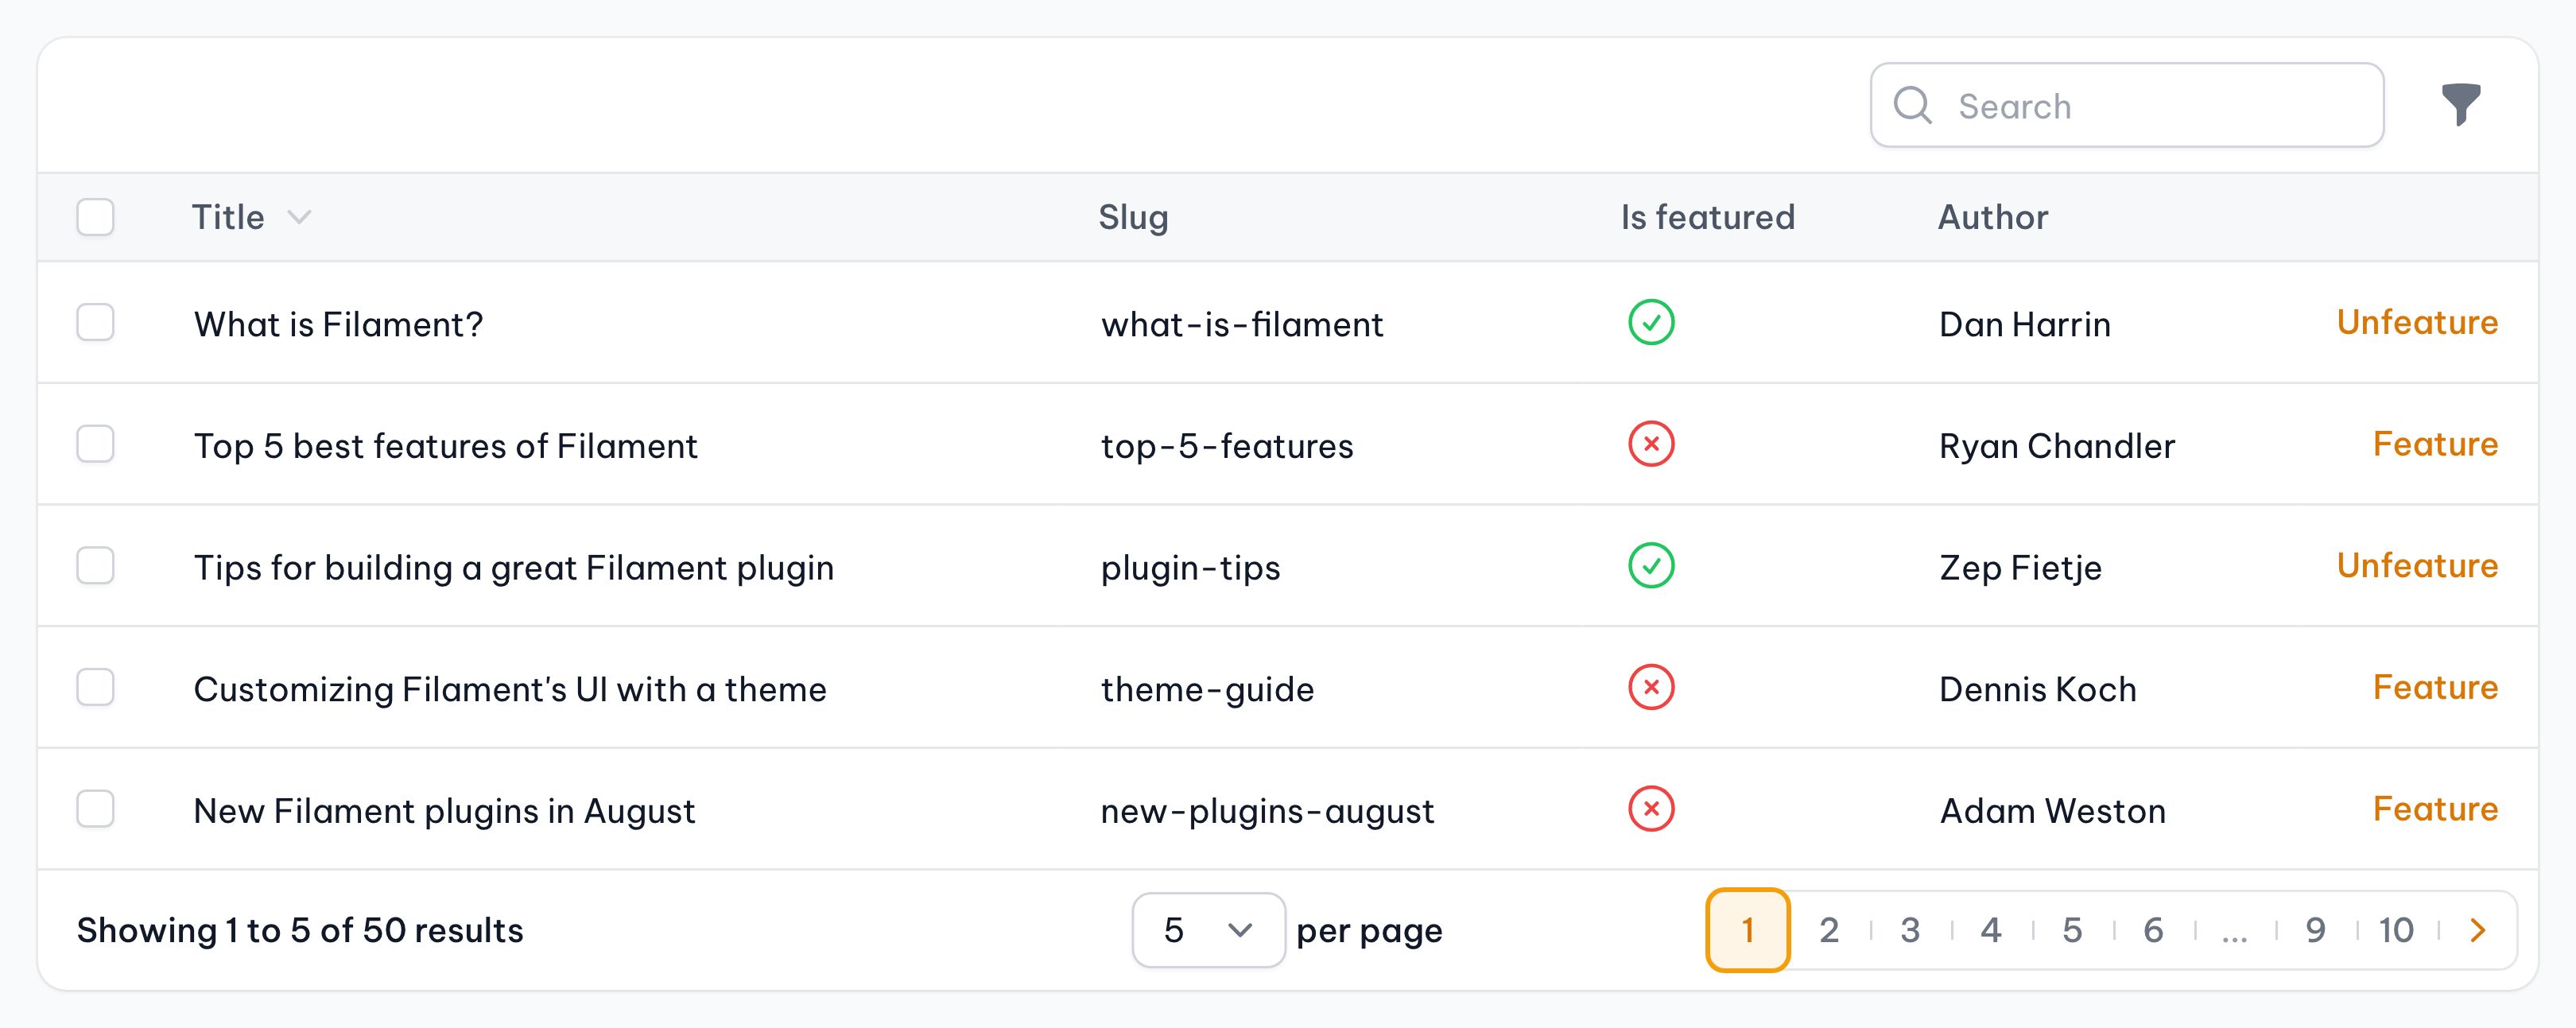 Search
Title Slug Is featured Author
What is Filament? what-is-filament Dan Harrin Unfeature
Top 5 best features of Filament top-5-features Ryan Chandler Feature
Tips for building a great Filament plugin plugin-tips Zep Fietje Unfeature
Customizing Filament's UI with a theme theme-guide Dennis Koch Feature
New Filament plugins in August new-plugins-august Adam Weston Feature
Showing 1 to 5 of 50 results 5 per page 1 2 3 4 5 6 ... 9 10